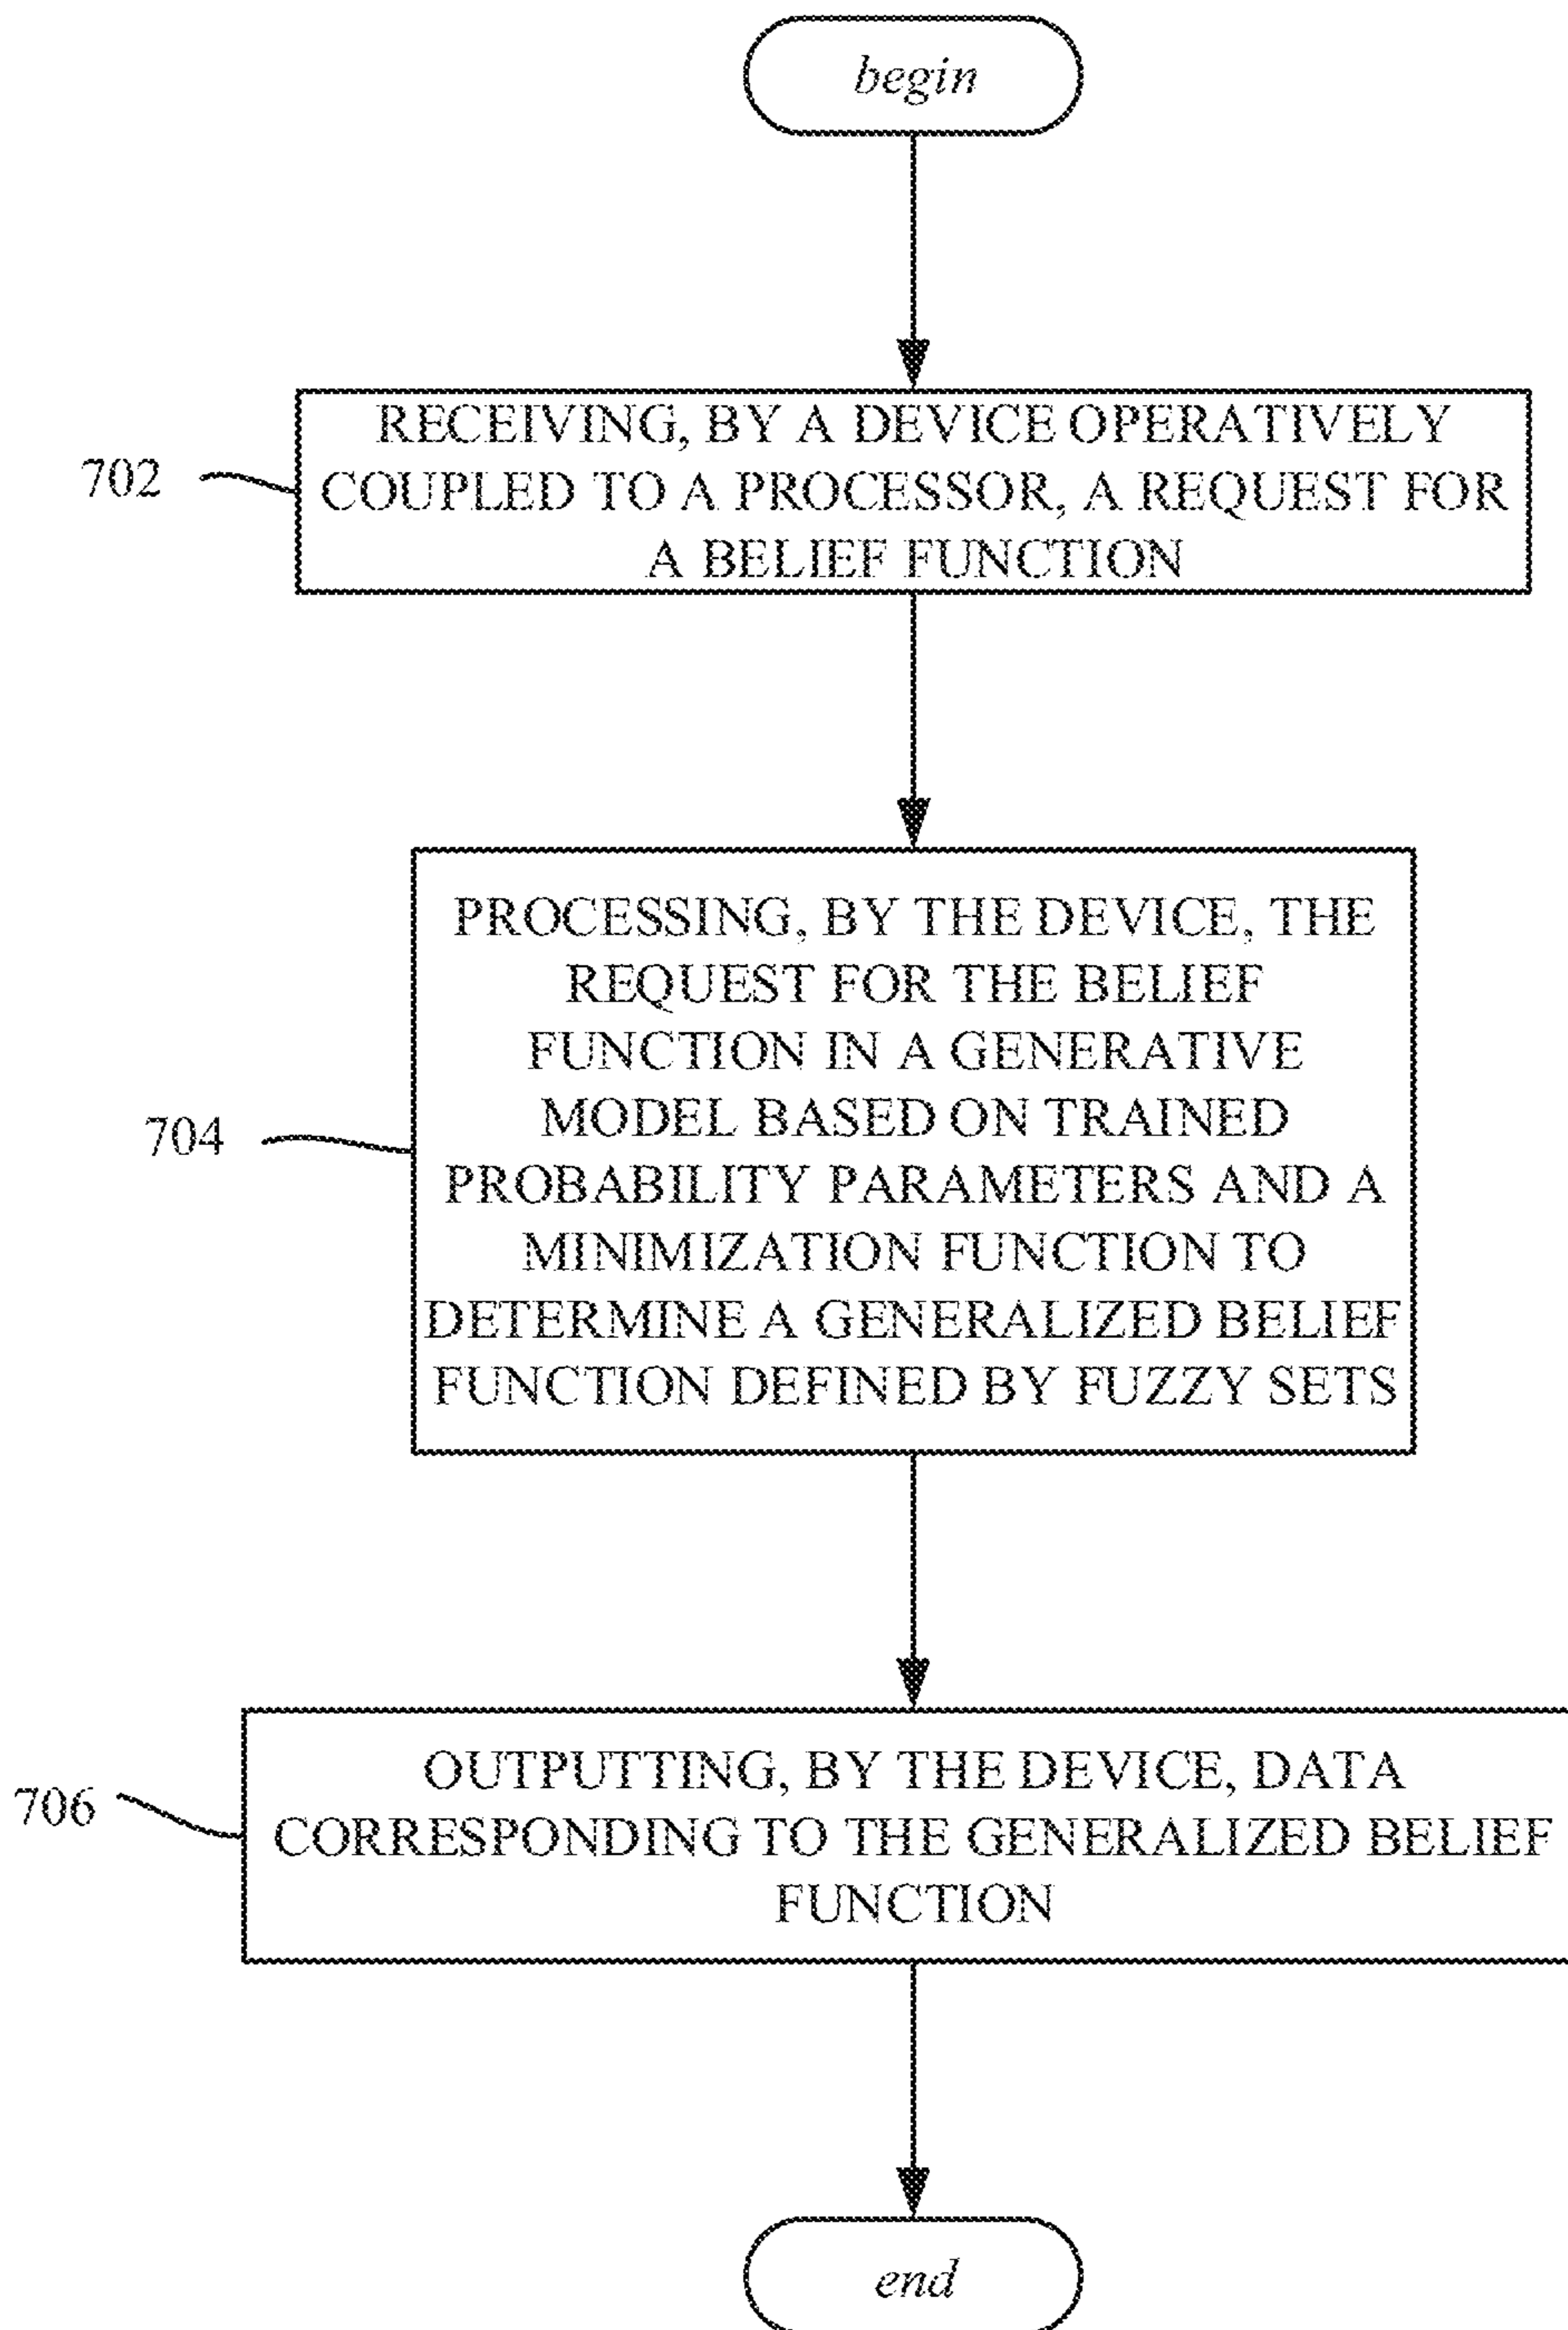 begin
702
RECEIVING, BY A DEVICE OPERATIVELY
COUPLED TO A PROCESSOR, A REQUEST FOR
A BELIEF FUNCTION
704
PROCESSING, BY THE DEVICE, THE
REQUEST FOR THE BELIEF
FUNCTION IN A GENERATIVE
MODEL BASED ON TRAINED
PROBABILITY PARAMETERS AND A
MINIMIZATION FUNCTION TO
DETERMINE A GENERALIZED BELIEF
FUNCTION DEFINED BY FUZZY SETS
706
OUTPUTTING, BY THE DEVICE, DATA
CORRESPONDING TO THE GENERALIZED BELIEF
FUNCTION
end